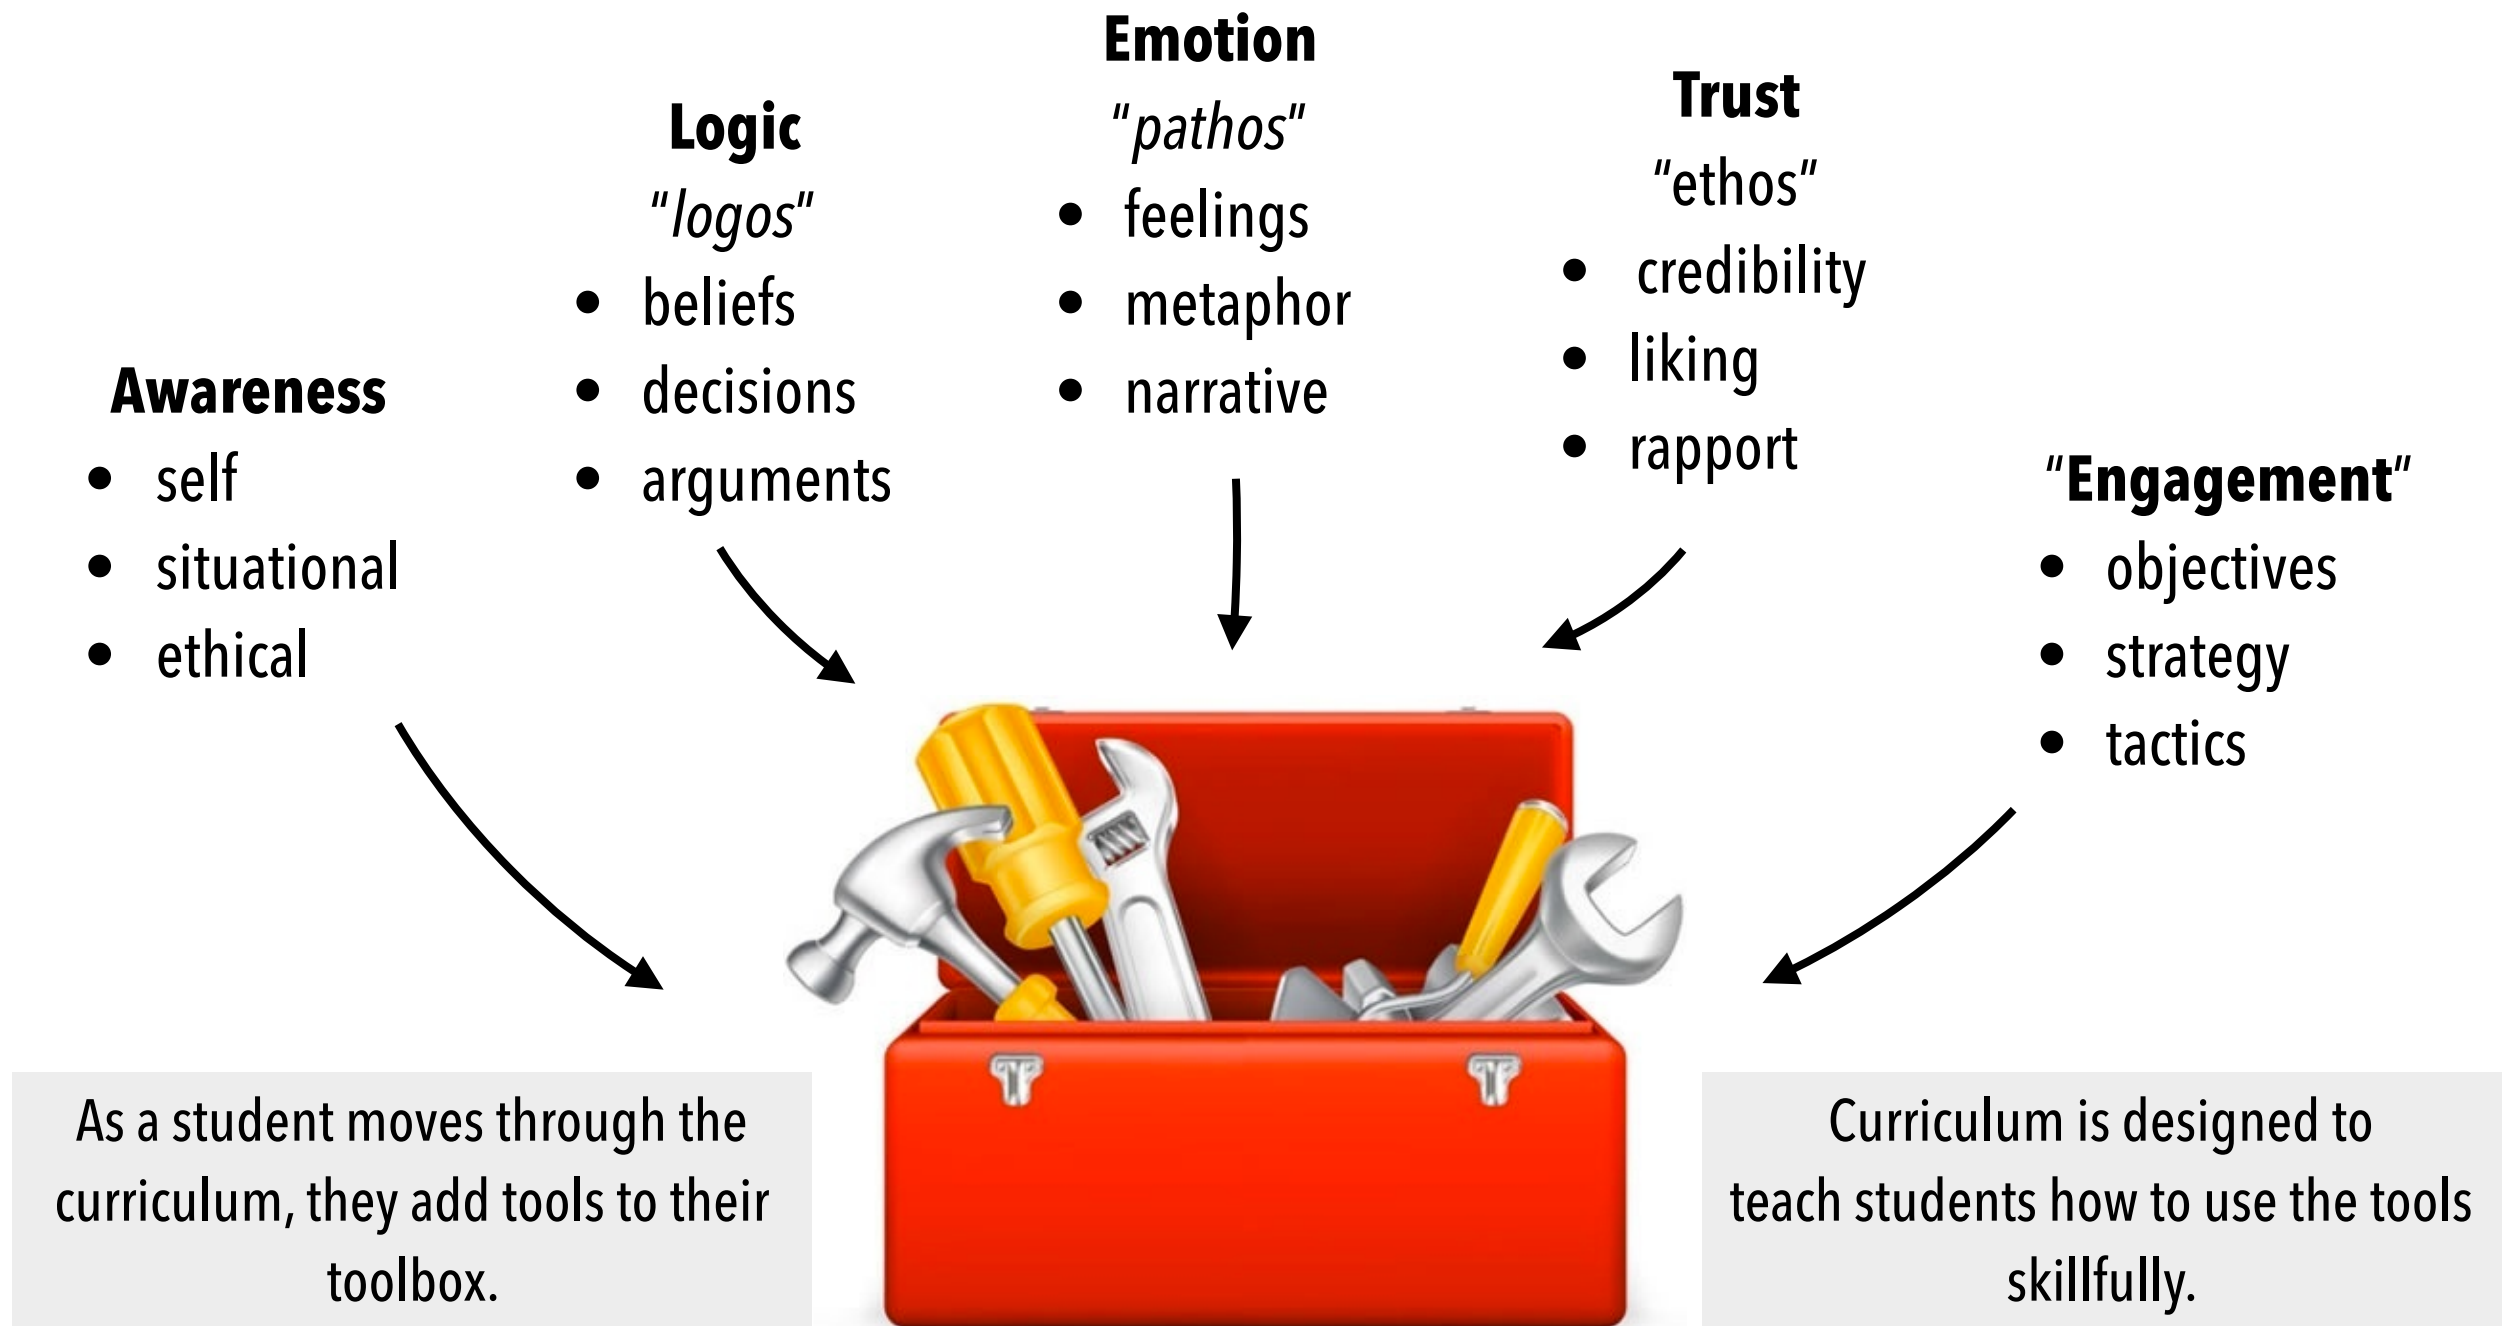 Awareness
self
situational
ethical
Logic
"logos"
beliefs
decisions
arguments
Emotion
"pathos"
feelings
metaphor
narrative
Trust
"ethos"
credibility
liking
rapport
"Engagement"
objectives
strategy
tactics
As a student moves through the
curriculum, they add tools to their
toolbox.
Curriculum is designed to
teach students how to use the tools
skillfully.